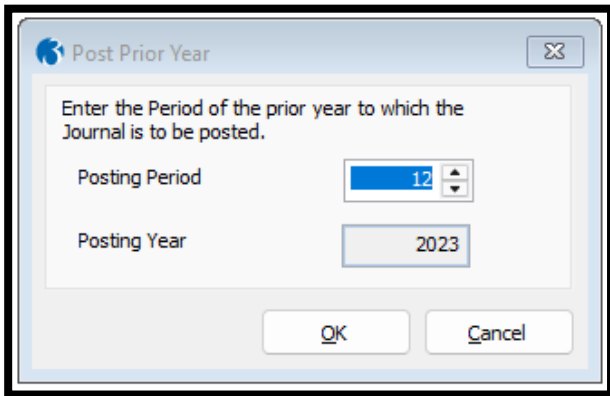 Post Prior Year
Enter the Period of the prior year to which the
Journal is to be posted.
Posting Period 12
Posting Year 2023
OK Cancel